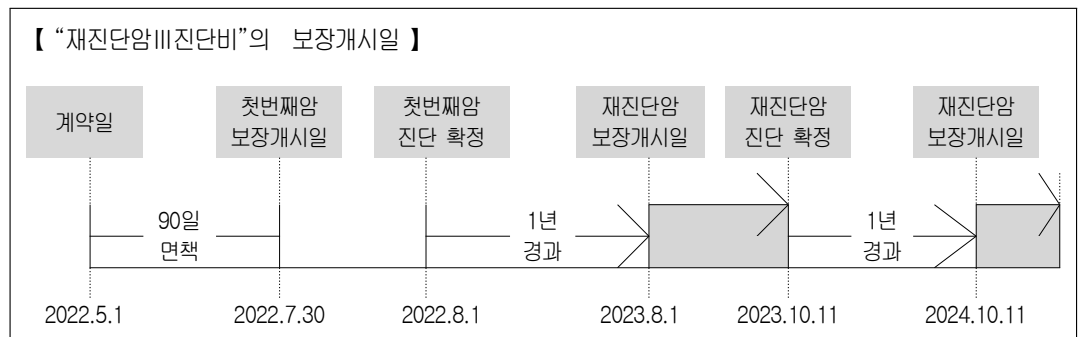 【 “재진단암Ⅲ진단비”의 보장개시일 】
계약일
첫번째암
보장개시일
첫번째암
진단 확정
재진단암
보장개시일
재진단암
진단 확정
재진단암
보장개시일
90일
면책
1년
경과
1년
경과
2022.5.1 2022.7.30 2022.8.1 2023.8.1 2023.10.11 2024.10.11